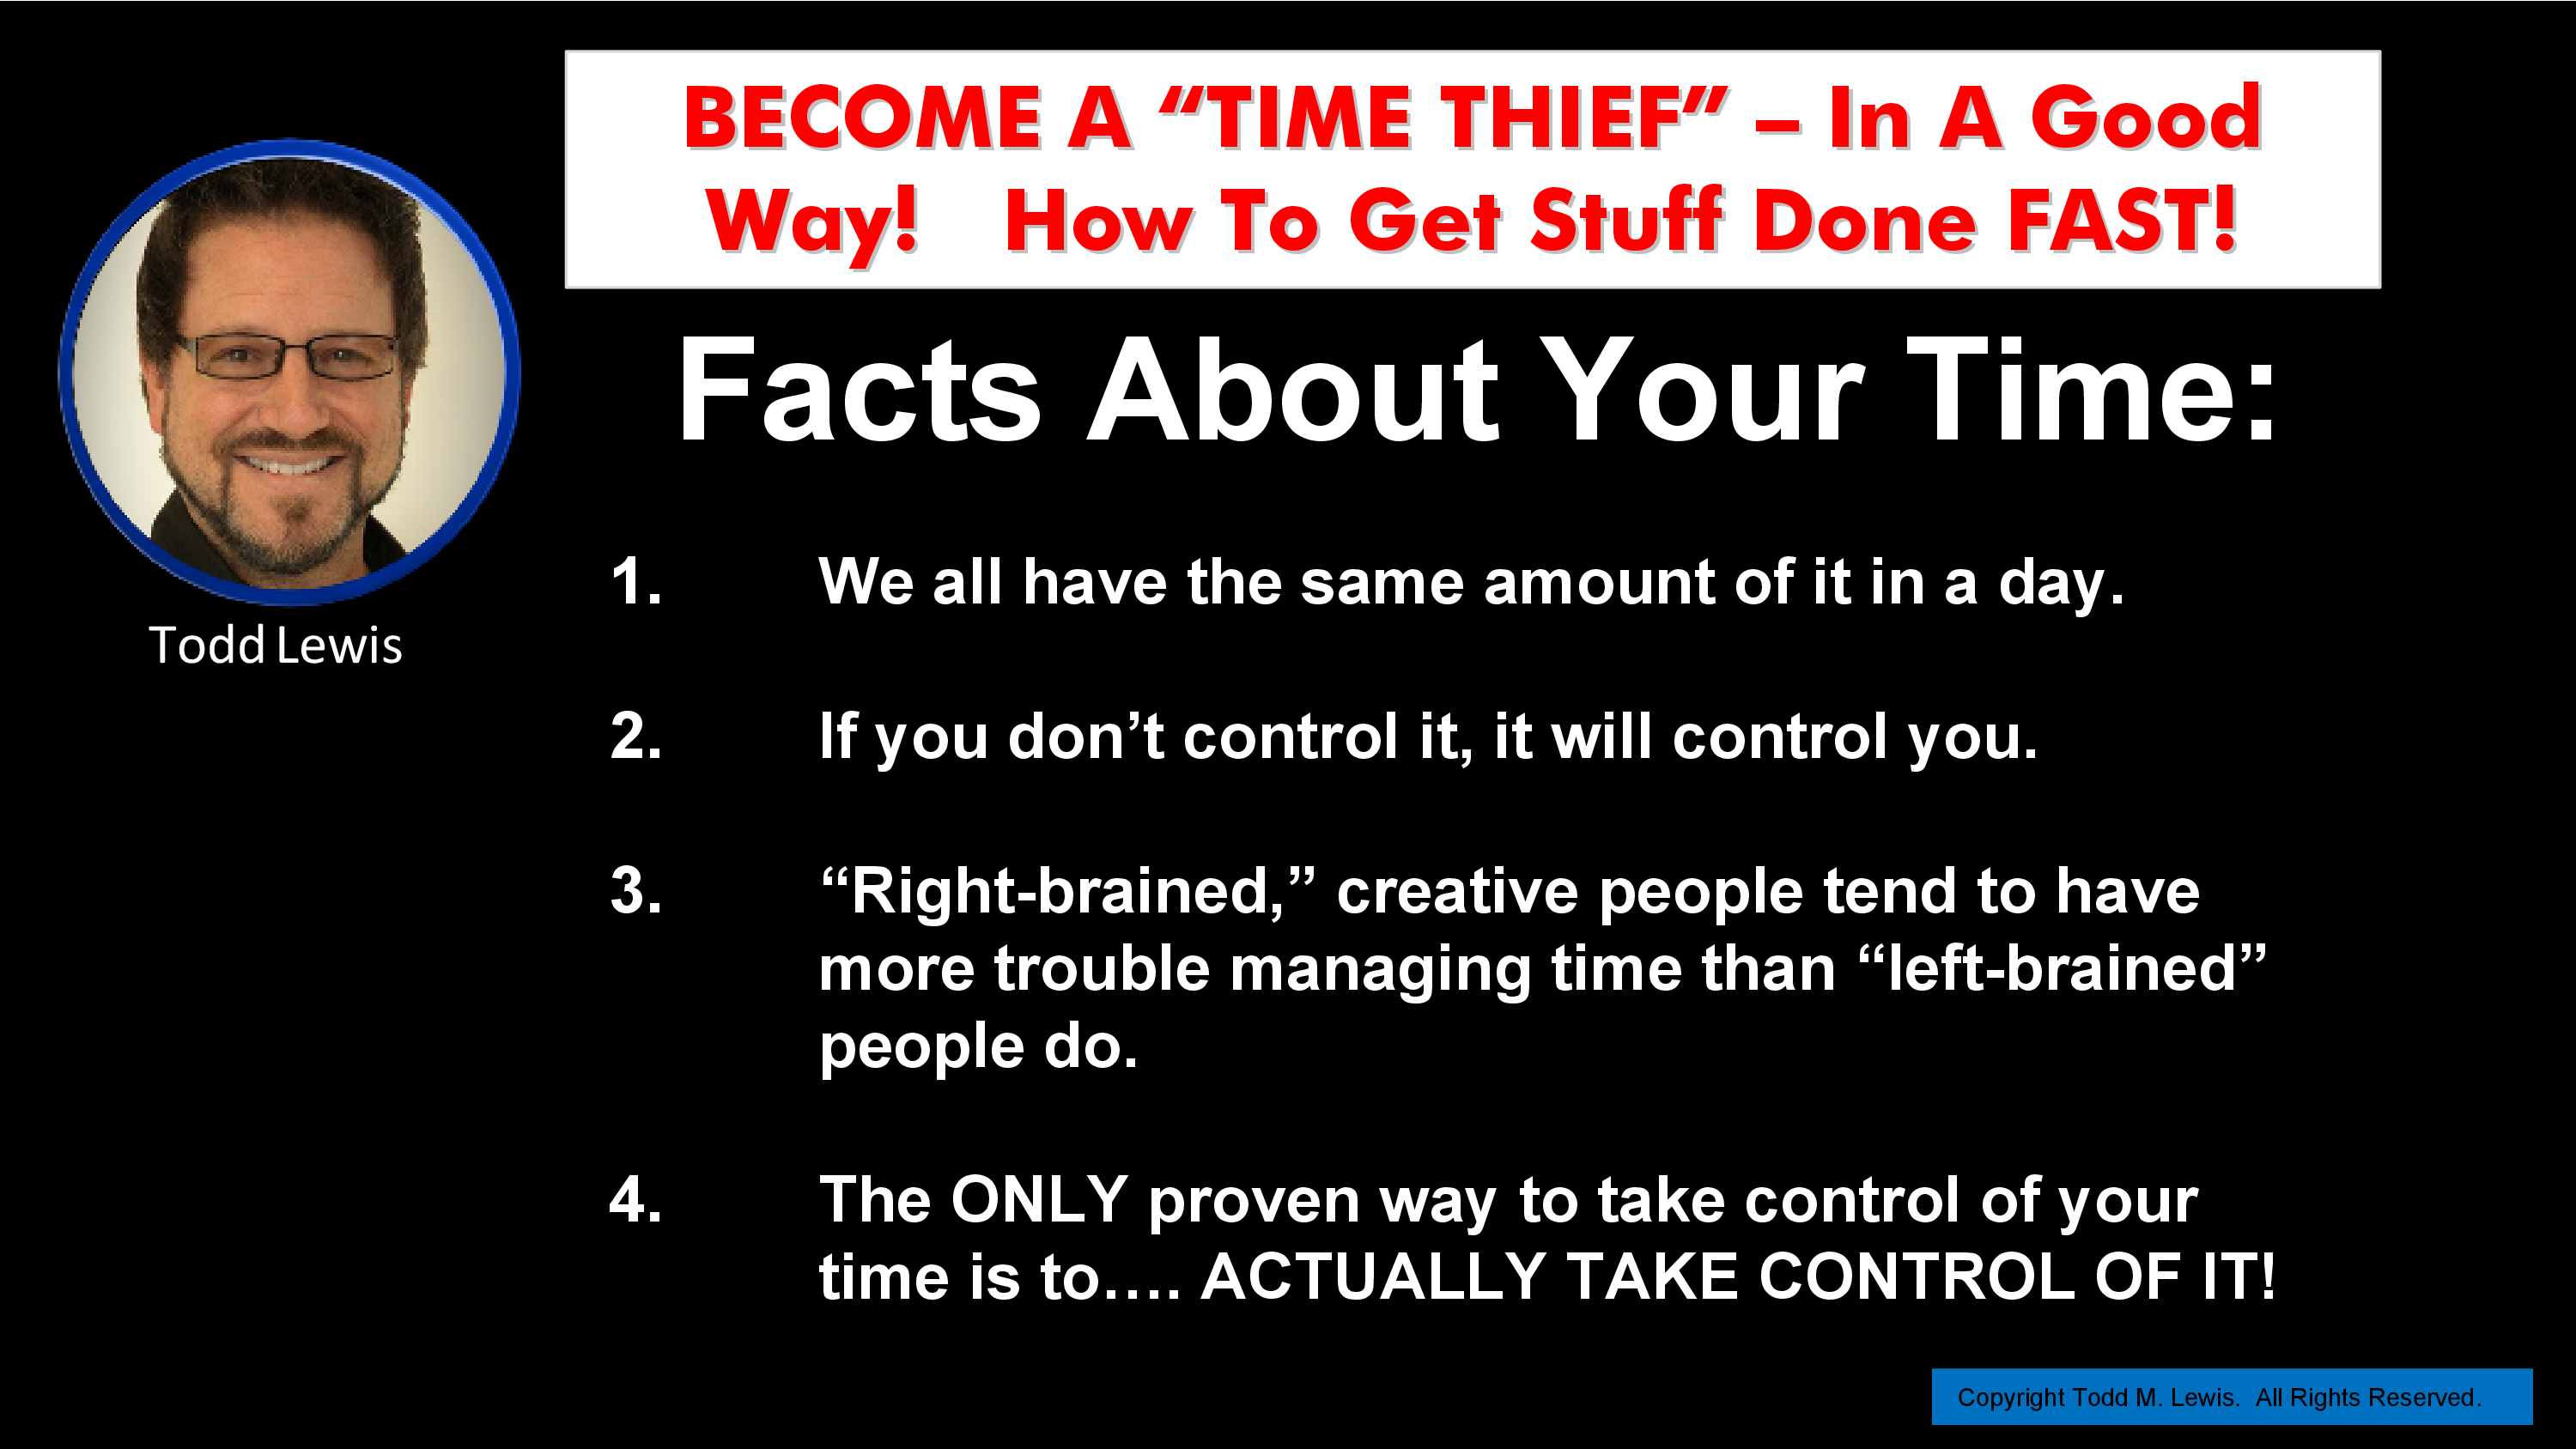 BECOME A “TIME THIEF” – In A Good
Way!   How To Get Stuff Done FAST!
Todd Lewis
Facts About Your Time:
1. We all have the same amount of it in a day.
2. If you don’t control it, it will control you.
3. “Right-brained,” creative people tend to have
more trouble managing time than “left-brained”
people do.
4. The ONLY proven way to take control of your
time is to…. ACTUALLY TAKE CONTROL OF IT!
Copyright Todd M. Lewis.  All Rights Reserved.